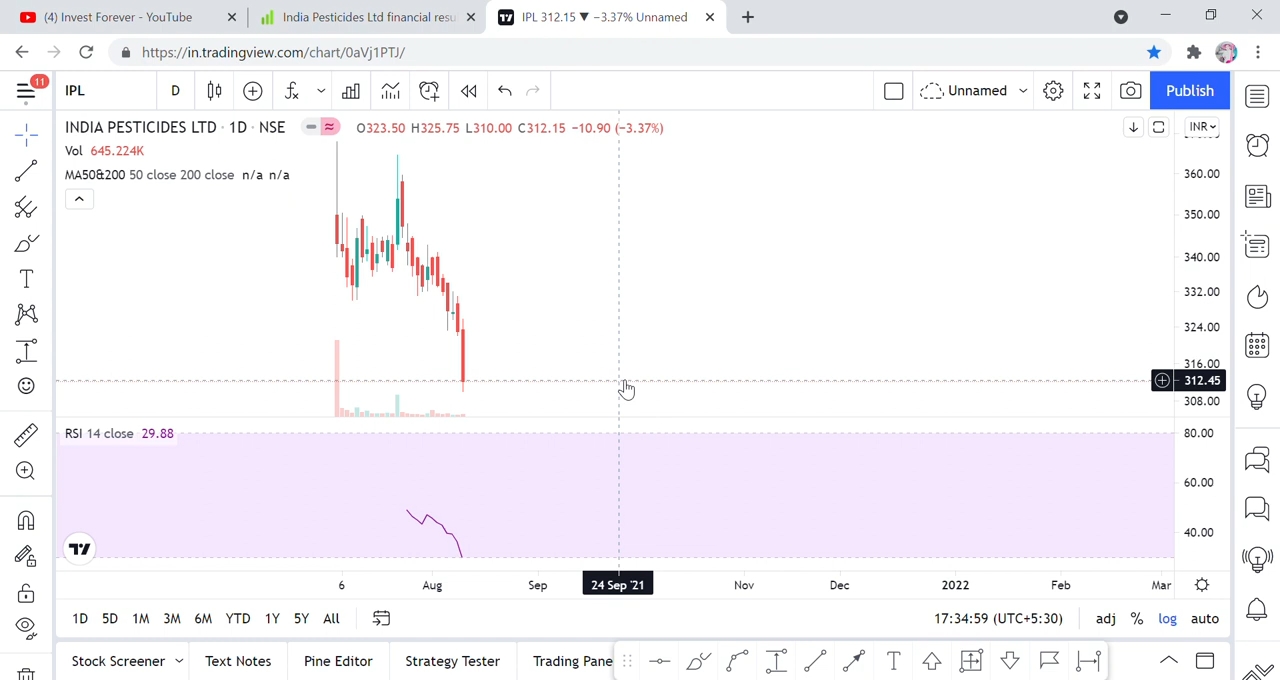 (4) Invest Forever - YouTube
India Pesticides Ltd financial resu
IPL 312.15 ▼ −3.37% Unnamed
https://in.tradingview.com/chart/0aVj1PTJ/
11
IPL
D
Unnamed
Publish
INDIA PESTICIDES LTD · 1D · NSE
O323.50 H325.75 L310.00 C312.15 −10.90 (−3.37%)
INR
Vol 645.224K
MA50&200 50 close 200 close n/a n/a
360.00
350.00
340.00
332.00
324.00
316.00
312.45
308.00
RSI 14 close 29.88
80.00
60.00
40.00
6
Aug
Sep
24 Sep '21
Nov
Dec
2022
Feb
Mar
1D 5D 1M 3M 6M YTD 1Y 5Y All
17:34:59 (UTC+5:30)
adj % log auto
Stock Screener
Text Notes
Pine Editor
Strategy Tester
Trading Pane